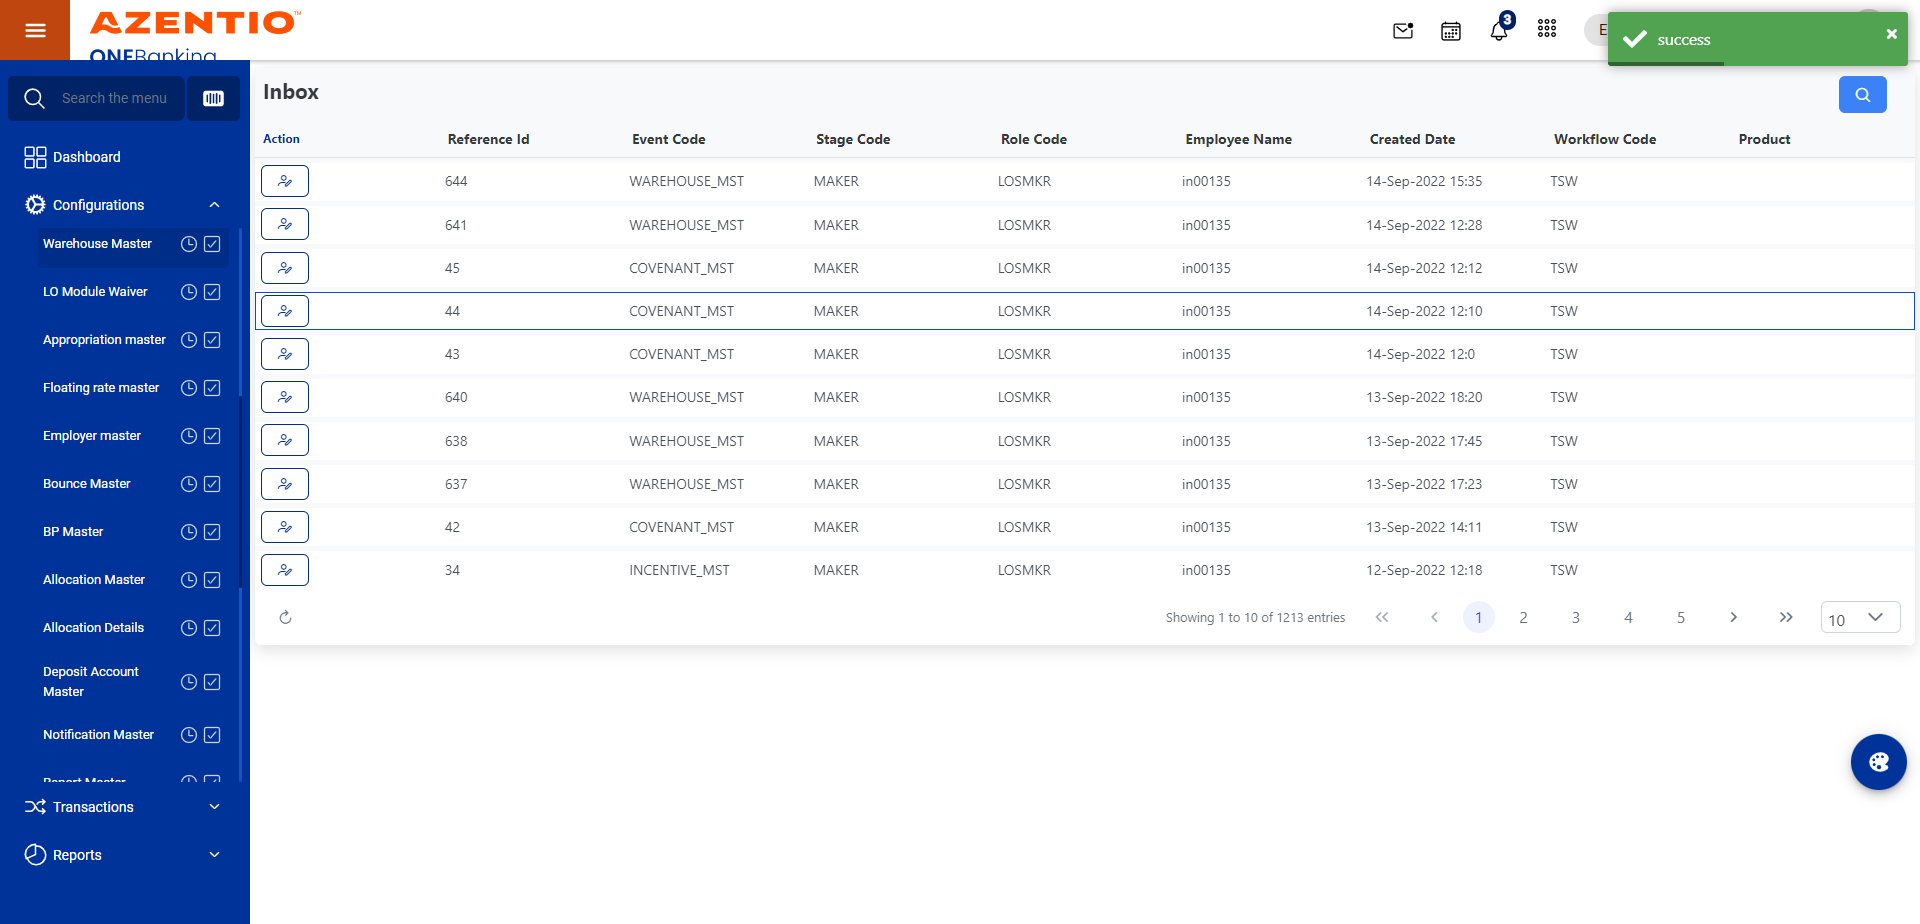 AZENTIO™
ONEBanking
3
E
success
Search the menu
Dashboard
Configurations
Warehouse Master
LO Module Waiver
Appropriation master
Floating rate master
Employer master
Bounce Master
BP Master
Allocation Master
Allocation Details
Deposit Account
Master
Notification Master
Report Master
Transactions
Reports
Inbox
Action Reference Id Event Code Stage Code Role Code Employee Name Created Date Workflow Code Product
644 WAREHOUSE_MST MAKER LOSMKR in00135 14-Sep-2022 15:35 TSW
641 WAREHOUSE_MST MAKER LOSMKR in00135 14-Sep-2022 12:28 TSW
45 COVENANT_MST MAKER LOSMKR in00135 14-Sep-2022 12:12 TSW
44 COVENANT_MST MAKER LOSMKR in00135 14-Sep-2022 12:10 TSW
43 COVENANT_MST MAKER LOSMKR in00135 14-Sep-2022 12:0 TSW
640 WAREHOUSE_MST MAKER LOSMKR in00135 13-Sep-2022 18:20 TSW
638 WAREHOUSE_MST MAKER LOSMKR in00135 13-Sep-2022 17:45 TSW
637 WAREHOUSE_MST MAKER LOSMKR in00135 13-Sep-2022 17:23 TSW
42 COVENANT_MST MAKER LOSMKR in00135 13-Sep-2022 14:11 TSW
34 INCENTIVE_MST MAKER LOSMKR in00135 12-Sep-2022 12:18 TSW
Showing 1 to 10 of 1213 entries 1 2 3 4 5 10